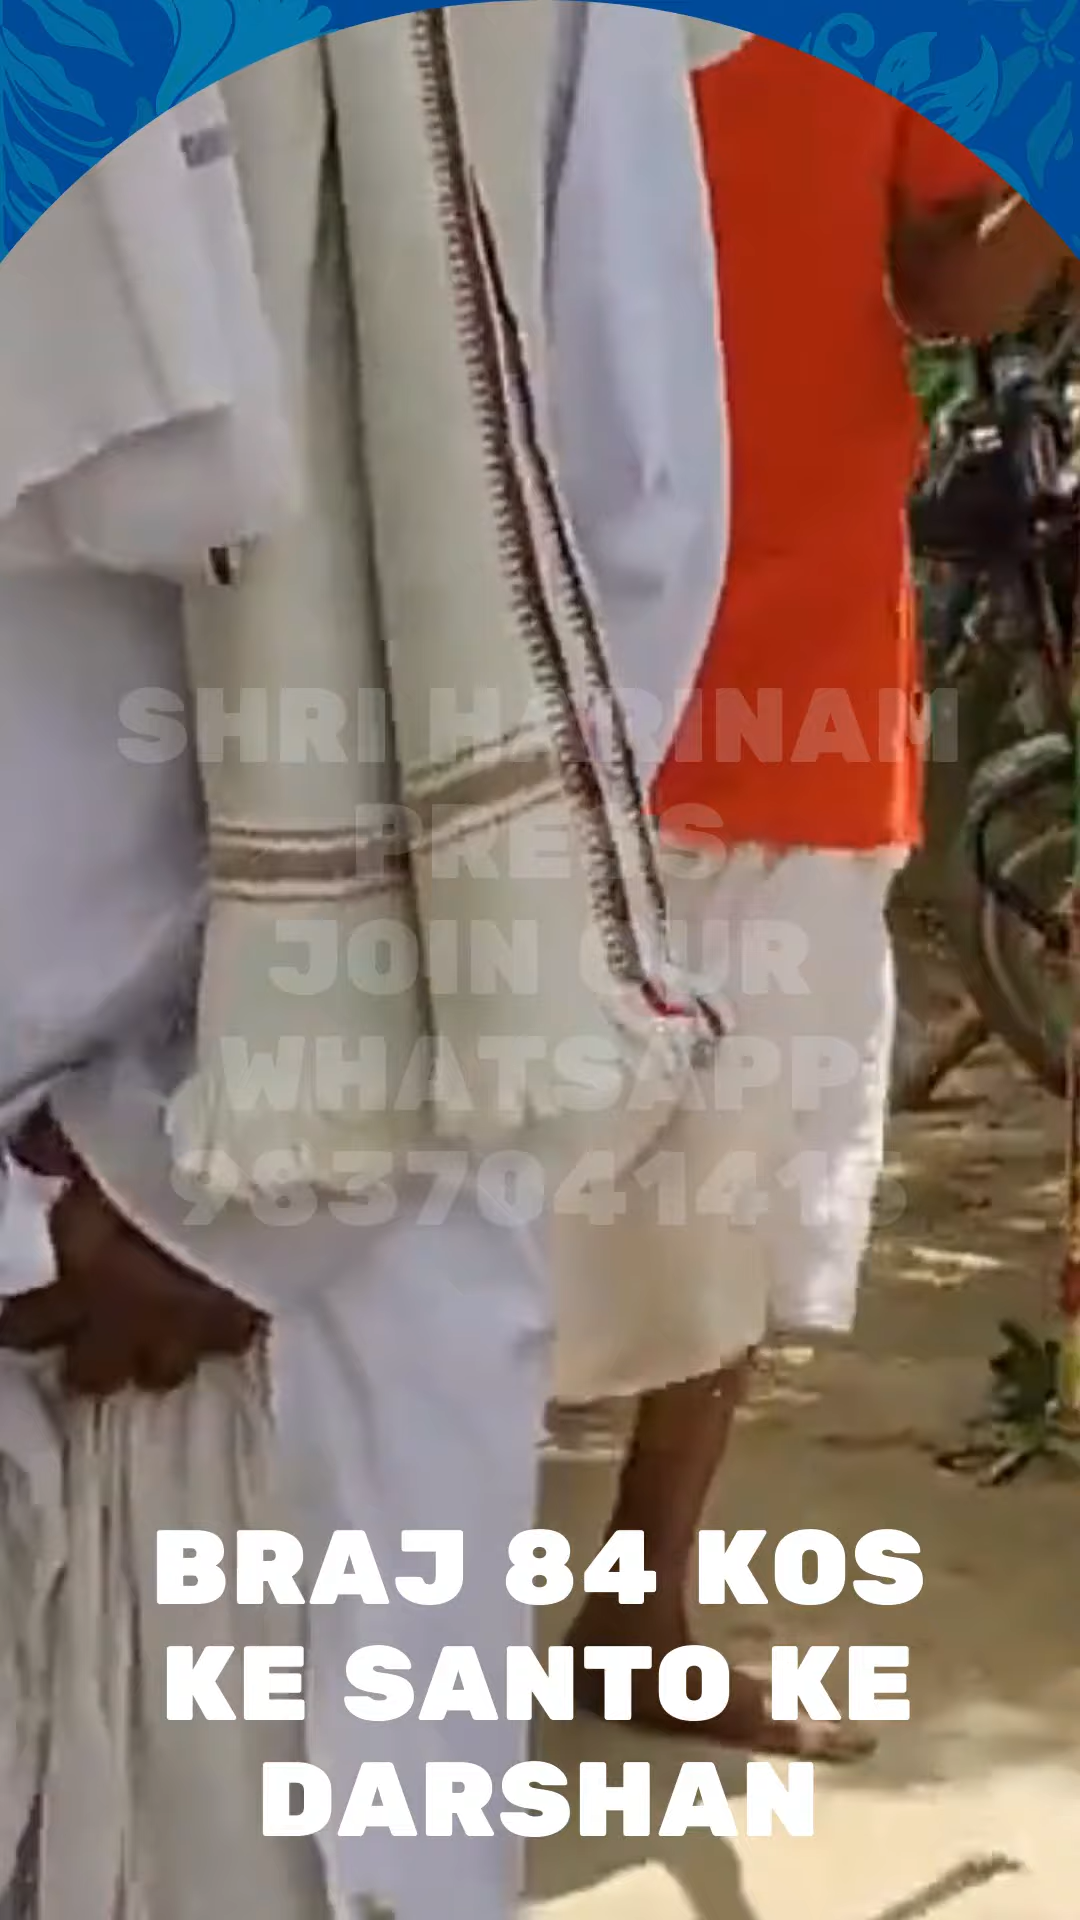 SHRI HARINAM
PRESS
JOIN OUR
WHATSAPP
BRAJ 84 KOS
KE SANTO KE
DARSHAN